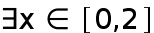 ∃x ∈ [0,2]